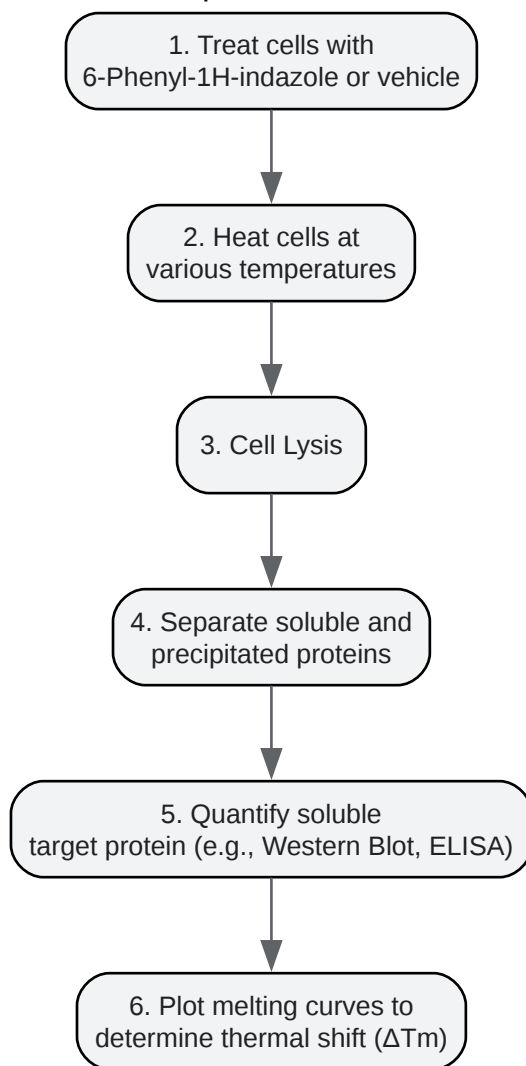 1. Treat cells with
6-Phenyl-1H-indazole or vehicle
2. Heat cells at
various temperatures
3. Cell Lysis
4. Separate soluble and
precipitated proteins
5. Quantify soluble
target protein (e.g., Western Blot, ELISA)
6. Plot melting curves to
determine thermal shift (ΔTm)